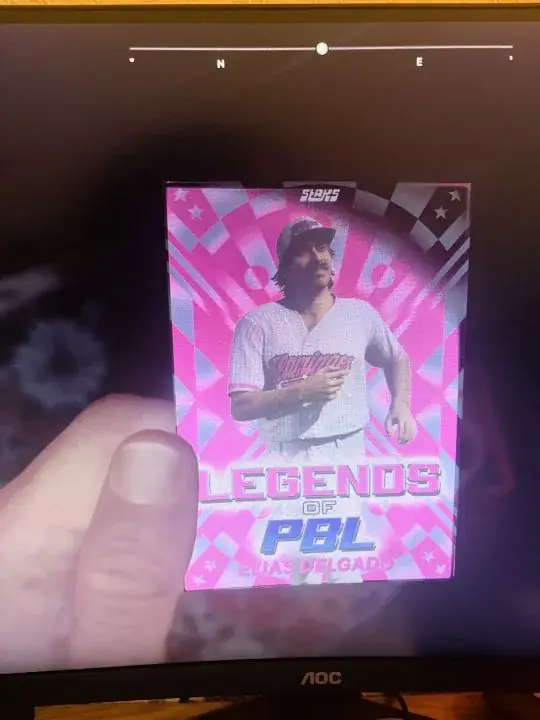 N
E
STAKS
LEGENDS
OF
PBL
ELIAS DELGADO
AOC